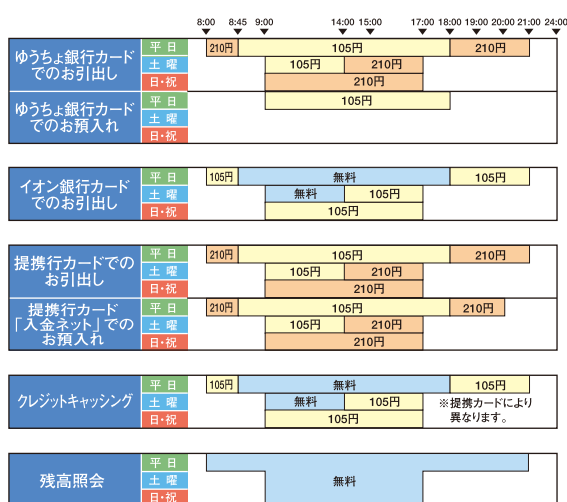 8:00 8:45 9:00 14:00 15:00 17:00 18:00 19:00 20:00 21:00 24:00
ゆうちょ銀行カード
でのお引出し
平日 210円 105円 210円
土曜 105円 210円
日・祝 210円
ゆうちょ銀行カード
でのお預入れ
平日 105円
土曜
日・祝
イオン銀行カード
でのお引出し
平日 105円 無料 105円
土曜 無料 105円
日・祝 105円
提携行カードでの
お引出し
平日 210円 105円 210円
土曜 105円 210円
日・祝 210円
提携行カード
「入金ネット」での
お預入れ
平日 210円 105円 210円
土曜 105円 210円
日・祝 210円
クレジットキャッシング
平日 105円 無料 105円
土曜 無料 105円
日・祝 105円
※提携カードにより
異なります。
残高照会
平日
土曜 無料
日・祝